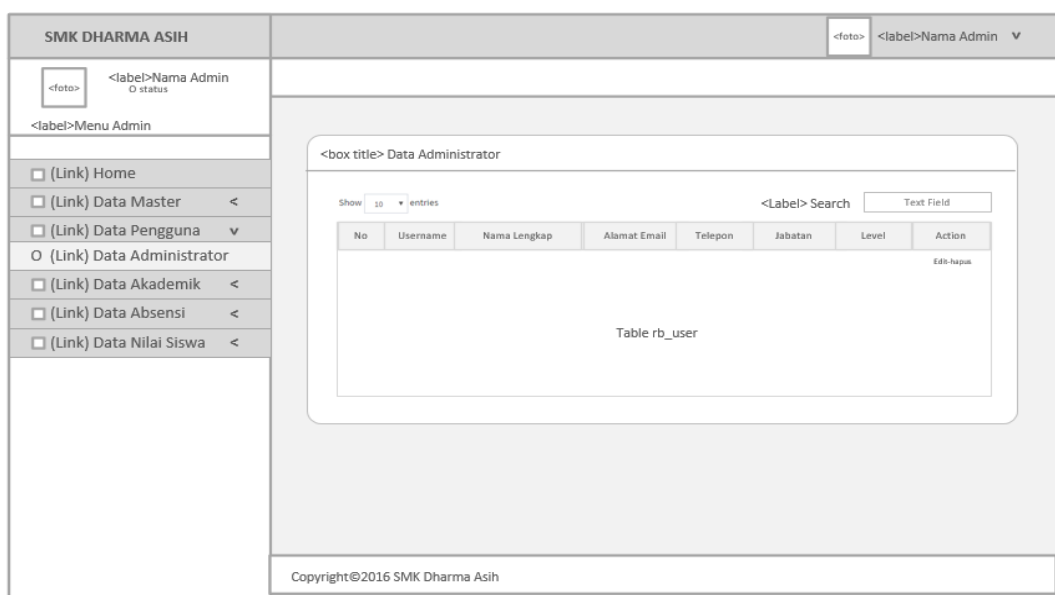 SMK DHARMA ASIH
<foto> <label>Nama Admin v
<foto> <label>Nama Admin
O status
<label>Menu Admin
(Link) Home
(Link) Data Master <
(Link) Data Pengguna v
O (Link) Data Administrator
(Link) Data Akademik <
(Link) Data Absensi <
(Link) Data Nilai Siswa <
<box title> Data Administrator
Show 10 entries
<Label> Search Text Field
No Username Nama Lengkap Alamat Email Telepon Jabatan Level Action
Edit-hapus
Table rb_user
Copyright©2016 SMK Dharma Asih